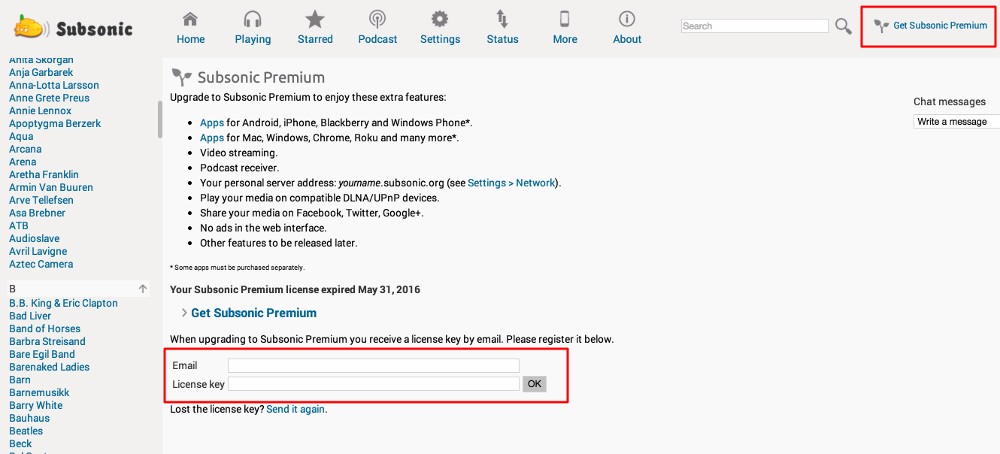 Subsonic
Home
Playing
Starred
Podcast
Settings
Status
More
About
Search
Get Subsonic Premium
Anita Skorgan
Anja Garbarek
Anna-Lotta Larsson
Anne Grete Preus
Annie Lennox
Apoptygma Berzerk
Aqua
Arcana
Arena
Aretha Franklin
Armin Van Buuren
Arve Tellefsen
Asa Brebner
ATB
Audioslave
Avril Lavigne
Aztec Camera
B
B.B. King & Eric Clapton
Bad Liver
Band of Horses
Barbra Streisand
Bare Egil Band
Barenaked Ladies
Barn
Barnemusikk
Barry White
Bauhaus
Beatles
Beck
Subsonic Premium
Upgrade to Subsonic Premium to enjoy these extra features:
Apps for Android, iPhone, Blackberry and Windows Phone*.
Apps for Mac, Windows, Chrome, Roku and many more*.
Video streaming.
Podcast receiver.
Your personal server address: yourname.subsonic.org (see Settings > Network).
Play your media on compatible DLNA/UPnP devices.
Share your media on Facebook, Twitter, Google+.
No ads in the web interface.
Other features to be released later.
* Some apps must be purchased separately.
Your Subsonic Premium license expired May 31, 2016
Get Subsonic Premium
When upgrading to Subsonic Premium you receive a license key by email. Please register it below.
Email
License key OK
Lost the license key? Send it again.
Chat messages
Write a message